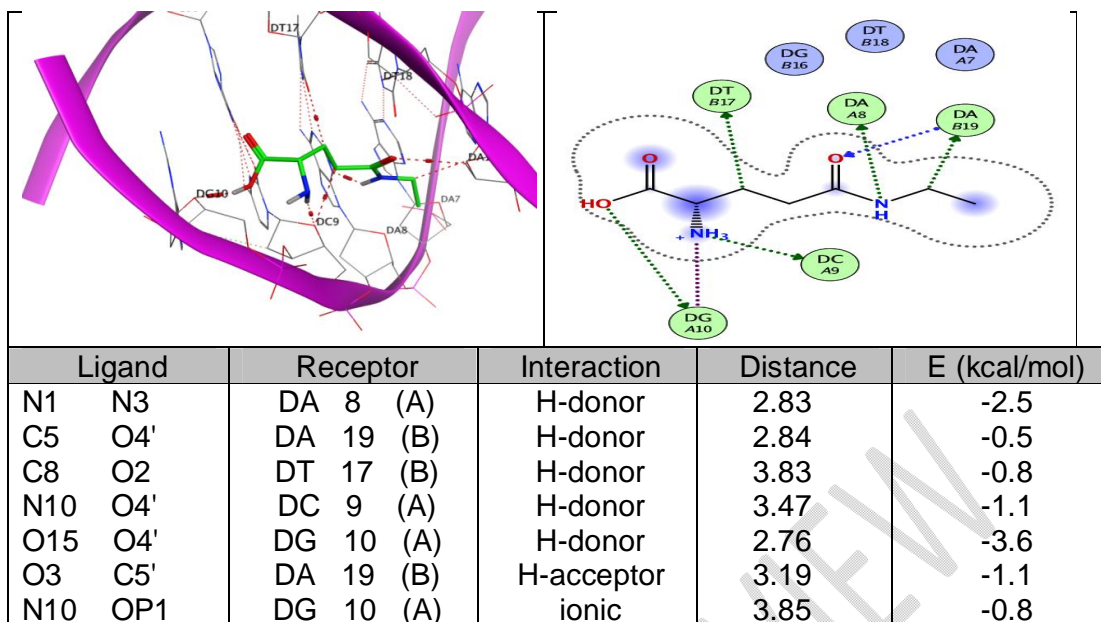 DT17
DT18
DG10
DC9
DA8
DA7
DT
B18
DG
B16
DA
A7
DT
B17
DA
A8
DA
B19
O
O
HO
NH3
+
N
H
DC
A9
DG
A10
Ligand Receptor Interaction Distance E (kcal/mol)
N1 N3 DA 8 (A) H-donor 2.83 -2.5
C5 O4' DA 19 (B) H-donor 2.84 -0.5
C8 O2 DT 17 (B) H-donor 3.83 -0.8
N10 O4' DC 9 (A) H-donor 3.47 -1.1
O15 O4' DG 10 (A) H-donor 2.76 -3.6
O3 C5' DA 19 (B) H-acceptor 3.19 -1.1
N10 OP1 DG 10 (A) ionic 3.85 -0.8